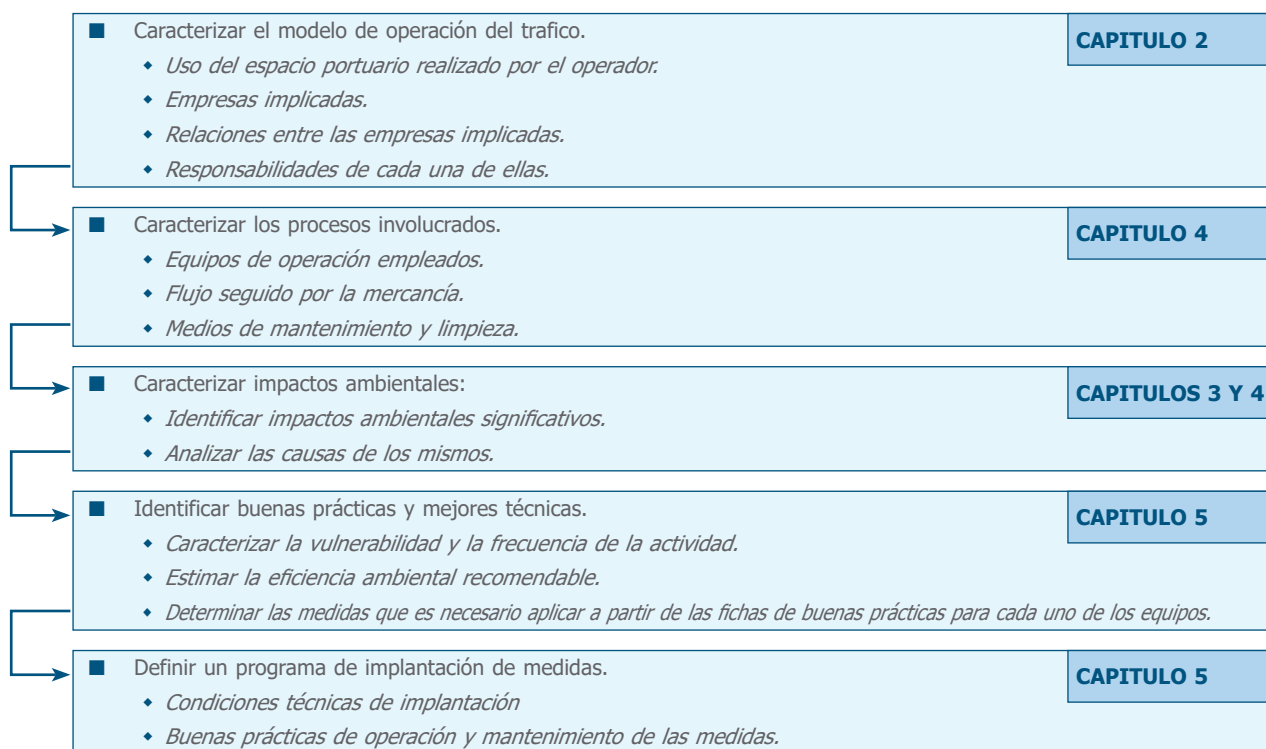 ■ Caracterizar el modelo de operación del trafico.
CAPITULO 2
◆ Uso del espacio portuario realizado por el operador.
◆ Empresas implicadas.
◆ Relaciones entre las empresas implicadas.
◆ Responsabilidades de cada una de ellas.
■ Caracterizar los procesos involucrados.
CAPITULO 4
◆ Equipos de operación empleados.
◆ Flujo seguido por la mercancía.
◆ Medios de mantenimiento y limpieza.
■ Caracterizar impactos ambientales:
CAPITULOS 3 Y 4
◆ Identificar impactos ambientales significativos.
◆ Analizar las causas de los mismos.
■ Identificar buenas prácticas y mejores técnicas.
CAPITULO 5
◆ Caracterizar la vulnerabilidad y la frecuencia de la actividad.
◆ Estimar la eficiencia ambiental recomendable.
◆ Determinar las medidas que es necesario aplicar a partir de las fichas de buenas prácticas para cada uno de los equipos.
■ Definir un programa de implantación de medidas.
CAPITULO 5
◆ Condiciones técnicas de implantación
◆ Buenas prácticas de operación y mantenimiento de las medidas.